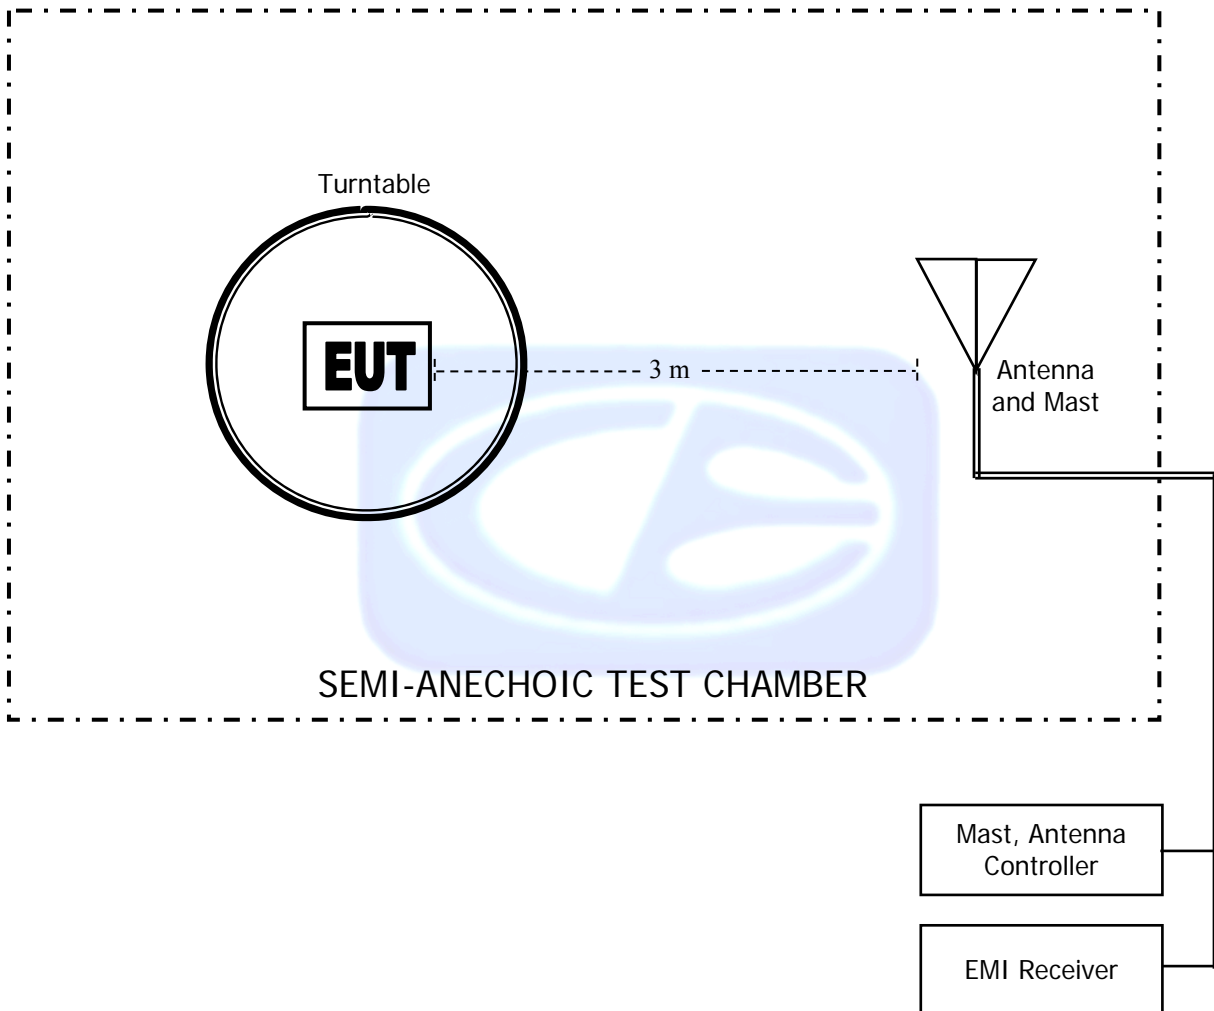 Turntable
EUT
3 m
Antenna
and Mast
SEMI-ANECHOIC TEST CHAMBER
Mast, Antenna
Controller
EMI Receiver